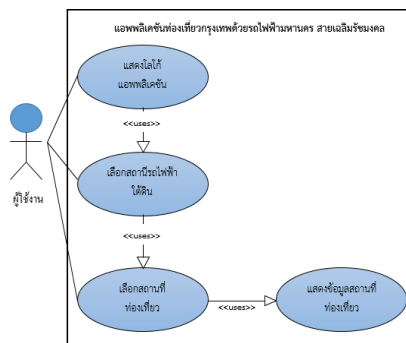 แอพพลิเคชันท่องเที่ยวกรุงเทพด้วยรถไฟฟ้ามหานคร สายเฉลิมรัชมงคล
แสดงโลโก้
แอพพลิเคชัน
<<uses>>
เลือกสถานีรถไฟฟ้า
ใต้ดิน
ผู้ใช้งาน
<<uses>>
เลือกสถานที่
ท่องเที่ยว
<<uses>>
แสดงข้อมูลสถานที่
ท่องเที่ยว